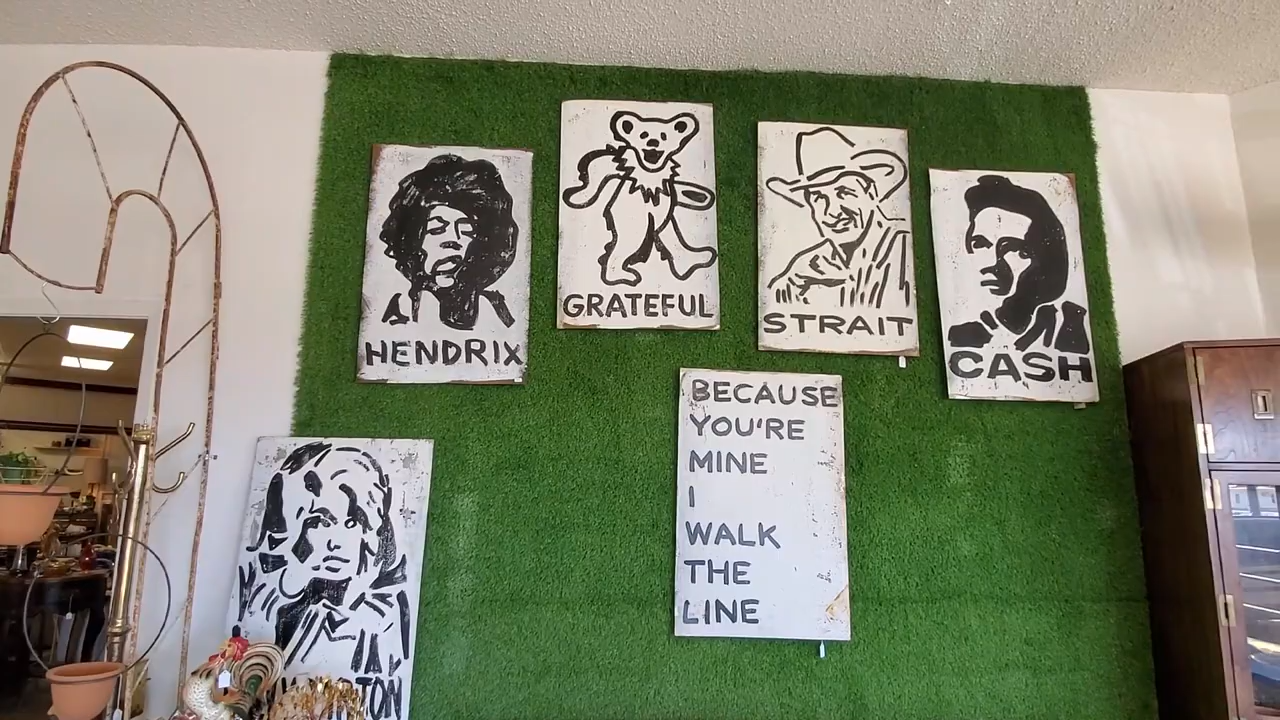 HENDRIX
GRATEFUL
STRAIT
CASH
BECAUSE
YOU'RE
MINE
I
WALK
THE
LINE